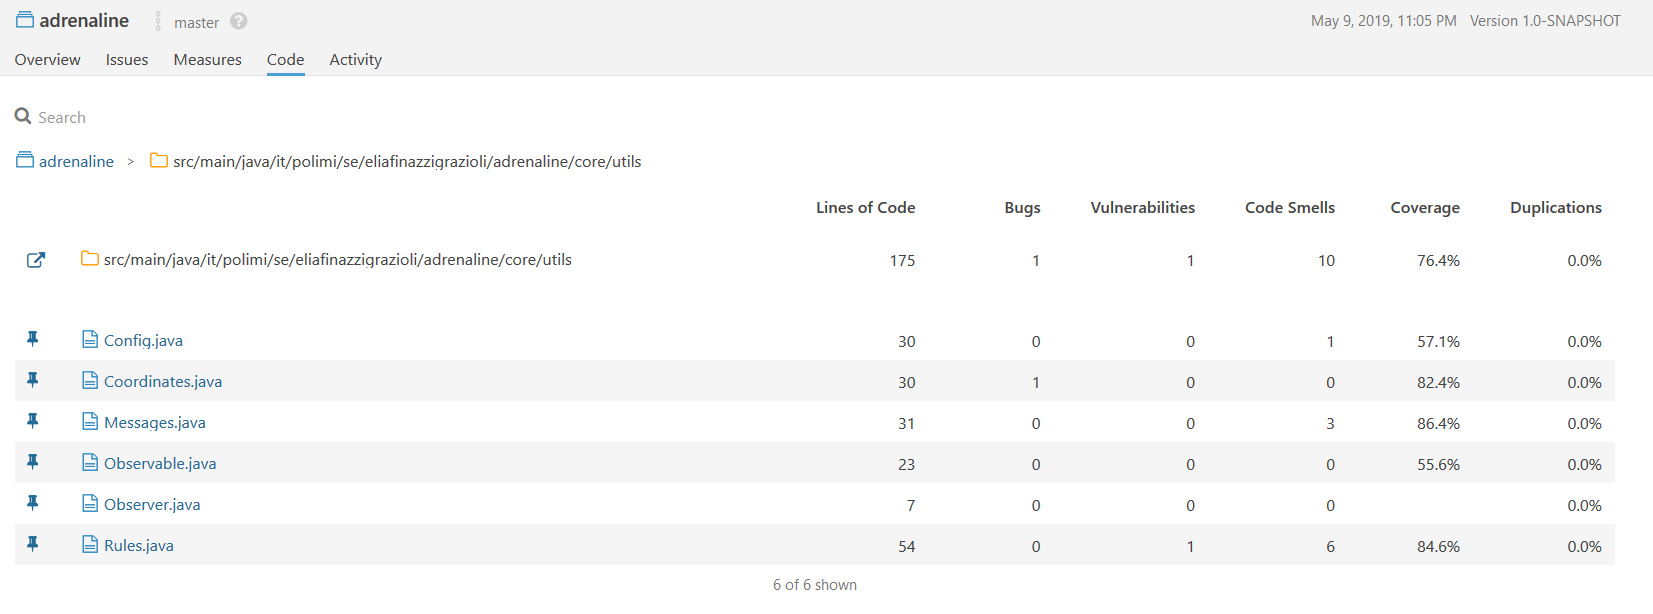 adrenaline master ? May 9, 2019, 11:05 PM Version 1.0-SNAPSHOT
Overview Issues Measures Code Activity
Search
adrenaline > src/main/java/it/polimi/se/eliafinazzigrazioli/adrenaline/core/utils
Lines of Code Bugs Vulnerabilities Code Smells Coverage Duplications
src/main/java/it/polimi/se/eliafinazzigrazioli/adrenaline/core/utils 175 1 1 10 76.4% 0.0%
Config.java 30 0 0 1 57.1% 0.0%
Coordinates.java 30 1 0 0 82.4% 0.0%
Messages.java 31 0 0 3 86.4% 0.0%
Observable.java 23 0 0 0 55.6% 0.0%
Observer.java 7 0 0 0 0.0%
Rules.java 54 0 1 6 84.6% 0.0%
6 of 6 shown